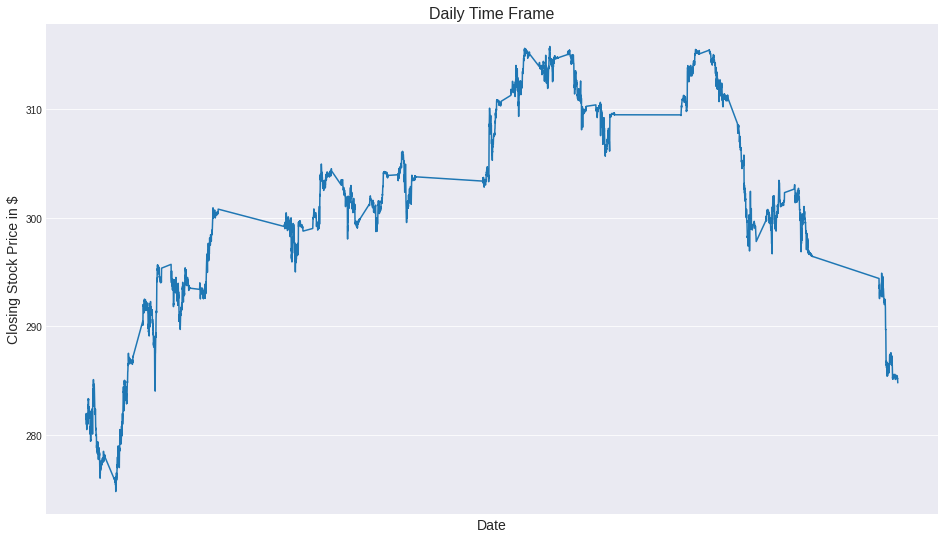 Daily Time Frame
Closing Stock Price in $
310
300
290
280
Date